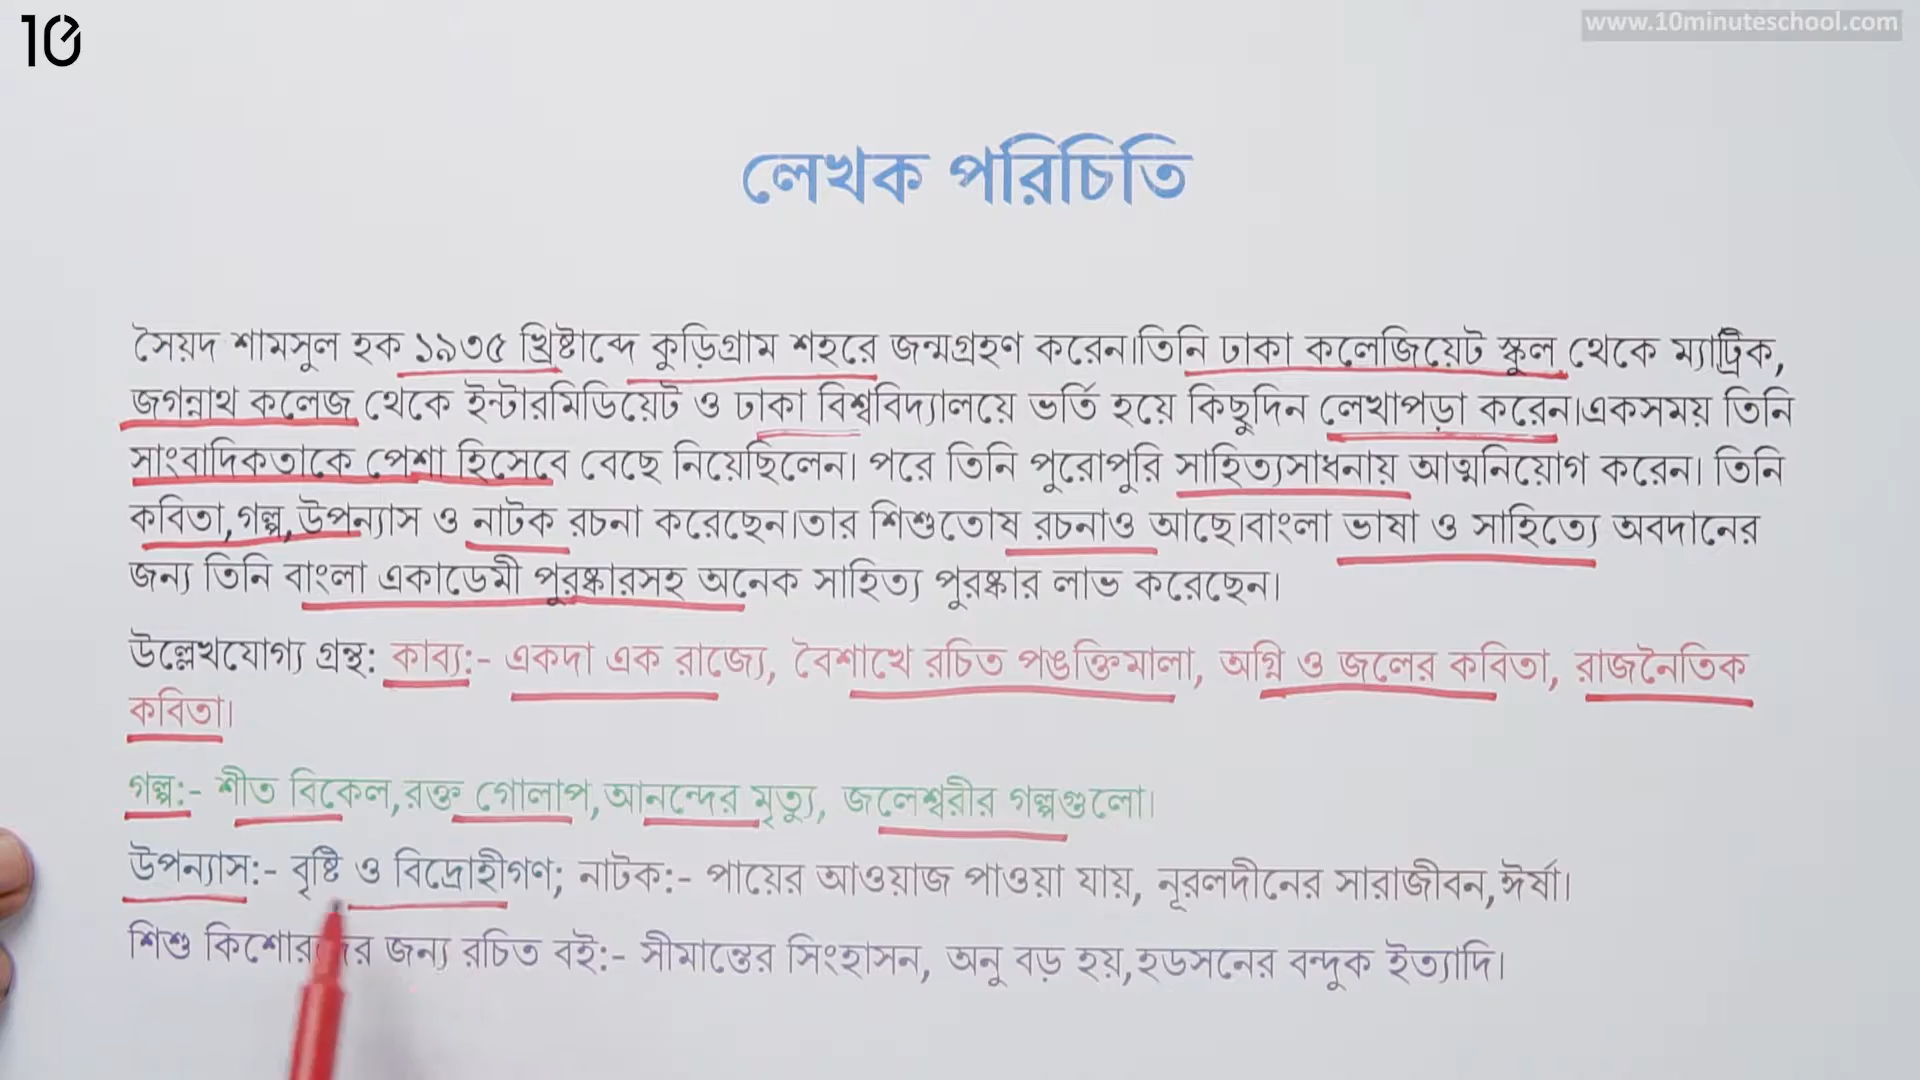 10
www.10minuteschool.com
লেখক পরিচিতি
সৈয়দ শামসুল হক ১৯৩৫ খ্রিষ্টাব্দে কুড়িগ্রাম শহরে জন্মগ্রহণ করেন।তিনি ঢাকা কলেজিয়েট স্কুল থেকে ম্যাট্রিক,
জগন্নাথ কলেজ থেকে ইন্টারমিডিয়েট ও ঢাকা বিশ্ববিদ্যালয়ে ভর্তি হয়ে কিছুদিন লেখাপড়া করেন।একসময় তিনি
সাংবাদিকতাকে পেশা হিসেবে বেছে নিয়েছিলেন। পরে তিনি পুরোপুরি সাহিত্যসাধনায় আত্মনিয়োগ করেন। তিনি
কবিতা,গল্প,উপন্যাস ও নাটক রচনা করেছেন।তার শিশুতোষ রচনাও আছে।বাংলা ভাষা ও সাহিত্যে অবদানের
জন্য তিনি বাংলা একাডেমী পুরষ্কারসহ অনেক সাহিত্য পুরষ্কার লাভ করেছেন।
উল্লেখযোগ্য গ্রন্থ: কাব্য:- একদা এক রাজ্যে, বৈশাখে রচিত পঙক্তিমালা, অগ্নি ও জলের কবিতা, রাজনৈতিক
কবিতা।
গল্প:- শীত বিকেল,রক্ত গোলাপ,আনন্দের মৃত্যু, জলেশ্বরীর গল্পগুলো।
উপন্যাস:- বৃষ্টি ও বিদ্রোহীগণ; নাটক:- পায়ের আওয়াজ পাওয়া যায়, নূরলদীনের সারাজীবন,ঈর্ষা।
শিশু কিশোরদের জন্য রচিত বই:- সীমান্তের সিংহাসন, অনু বড় হয়,হডসনের বন্দুক ইত্যাদি।